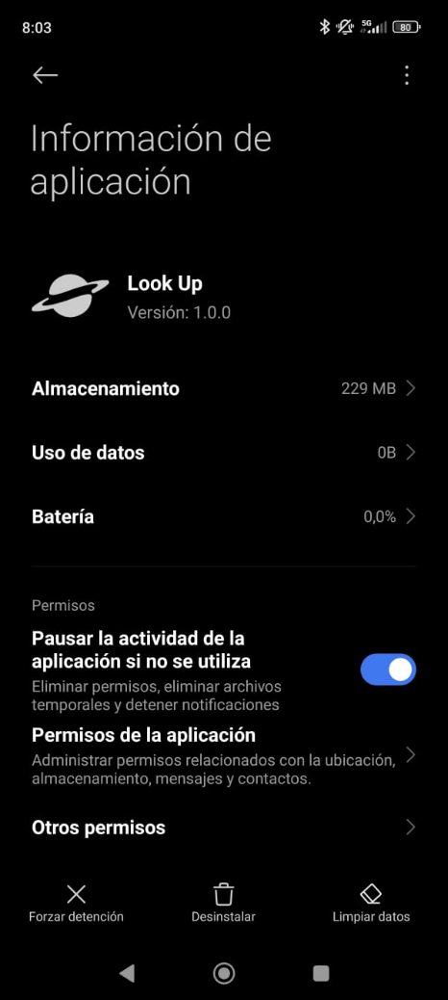 8:03
5G
80
Información de
aplicación
Look Up
Versión: 1.0.0
Almacenamiento
229 MB
Uso de datos
0B
Batería
0,0%
Permisos
Pausar la actividad de la
aplicación si no se utiliza
Eliminar permisos, eliminar archivos
temporales y detener notificaciones
Permisos de la aplicación
Administrar permisos relacionados con la ubicación,
almacenamiento, mensajes y contactos.
Otros permisos
Forzar detención
Desinstalar
Limpiar datos